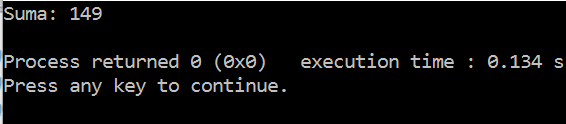 Suma: 149
Process returned 0 (0x0)   execution time : 0.134 s
Press any key to continue.